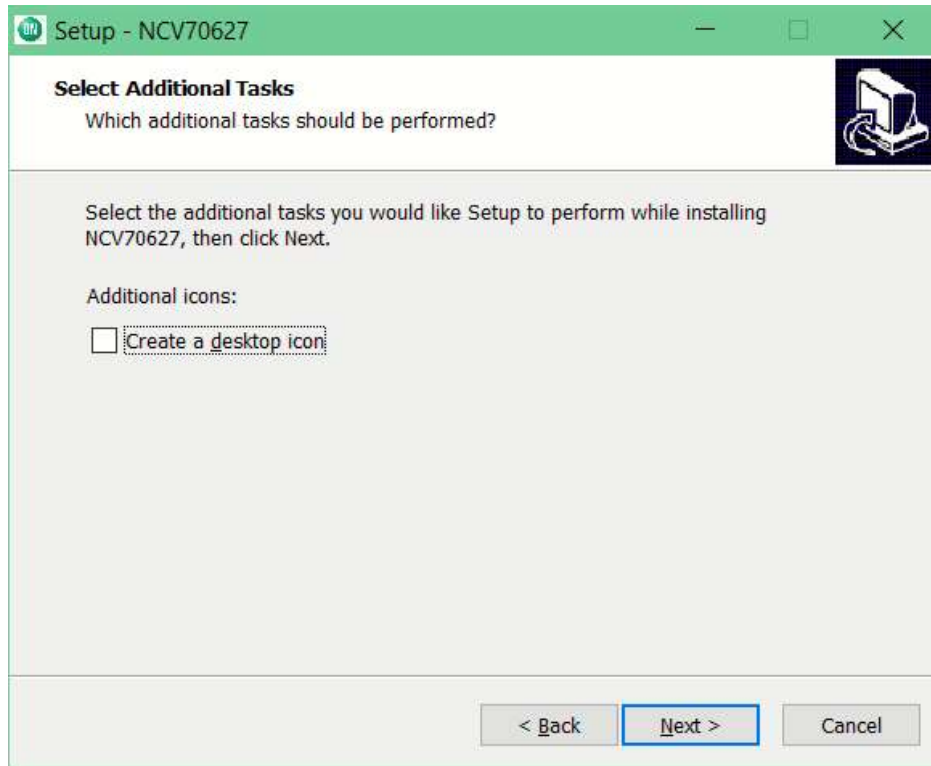 ON
Setup - NCV70627
Select Additional Tasks
Which additional tasks should be performed?
Select the additional tasks you would like Setup to perform while installing
NCV70627, then click Next.
Additional icons:
Create a desktop icon
< Back
Next >
Cancel